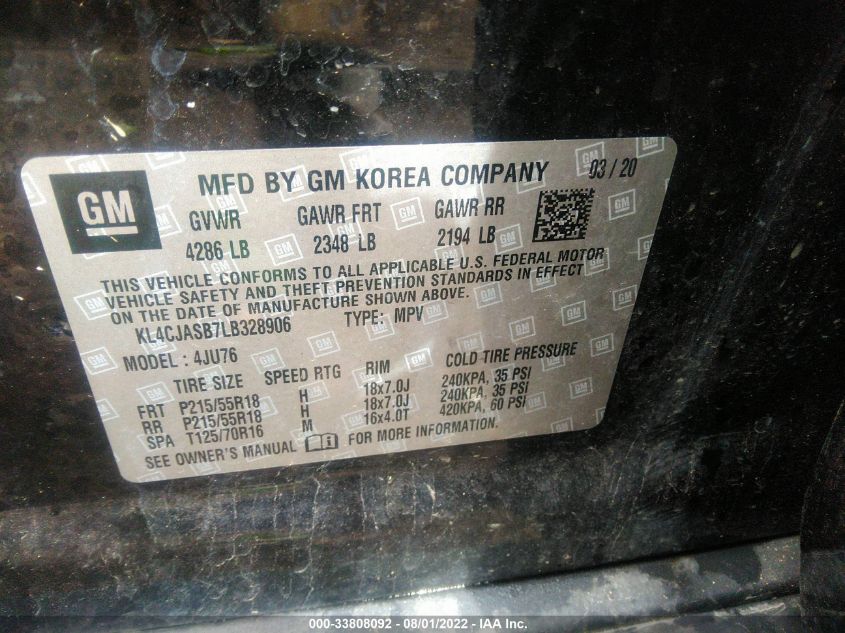 GM MFD BY GM KOREA COMPANY 03/20
GVWR GAWR FRT GAWR RR
4286 LB 2348 LB 2194 LB
THIS VEHICLE CONFORMS TO ALL APPLICABLE U.S. FEDERAL MOTOR
VEHICLE SAFETY AND THEFT PREVENTION STANDARDS IN EFFECT
ON THE DATE OF MANUFACTURE SHOWN ABOVE.
KL4CJASB7LB328906 TYPE: MPV
MODEL: 4JU76
TIRE SIZE SPEED RTG RIM COLD TIRE PRESSURE
FRT P215/55R18 H 18x7.0J 240KPA, 35 PSI
RR P215/55R18 H 18x7.0J 240KPA, 35 PSI
SPA T125/70R16 M 16x4.0T 420KPA, 60 PSI
SEE OWNER'S MANUAL FOR MORE INFORMATION.
000-33808092 - 08/01/2022 - IAA Inc.